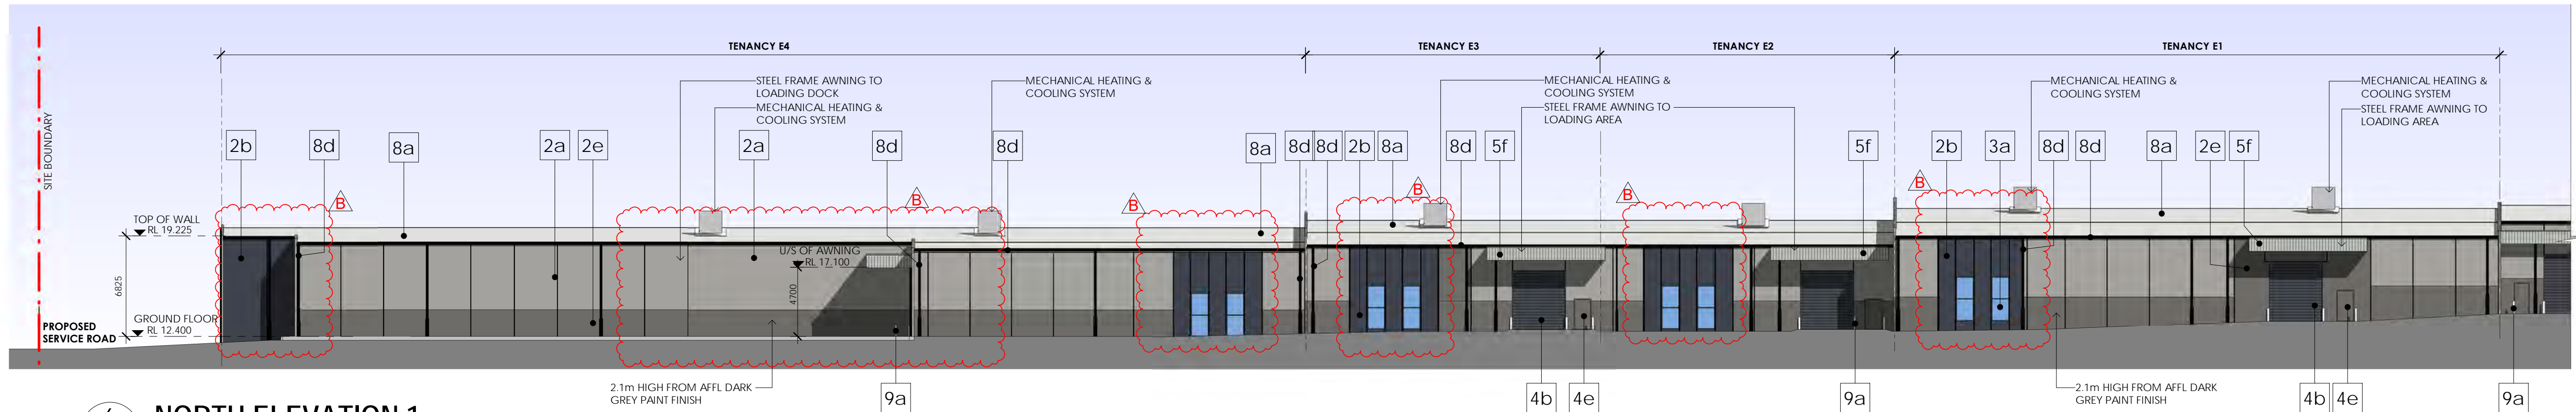 TENANCY E4
TENANCY E3
TENANCY E2
TENANCY E1
STEEL FRAME AWNING TO
LOADING DOCK
MECHANICAL HEATING &
COOLING SYSTEM
MECHANICAL HEATING &
COOLING SYSTEM
MECHANICAL HEATING &
COOLING SYSTEM
STEEL FRAME AWNING TO
LOADING AREA
MECHANICAL HEATING &
COOLING SYSTEM
MECHANICAL HEATING &
COOLING SYSTEM
STEEL FRAME AWNING TO
LOADING AREA
SITE BOUNDARY
2b
8d
8a
2a
2e
2a
8d
8d
8a
8d
8d
2b
8a
8d
5f
5f
2b
3a
8d
8d
8a
2e
5f
B
B
B
B
B
B
TOP OF WALL
RL 19.225
U/S OF AWNING
RL 17.100
6825
4700
GROUND FLOOR
RL 12.400
PROPOSED
SERVICE ROAD
2.1m HIGH FROM AFFL DARK
GREY PAINT FINISH
9a
4b
4e
9a
2.1m HIGH FROM AFFL DARK
GREY PAINT FINISH
4b
4e
9a
NORTH ELEVATION 1